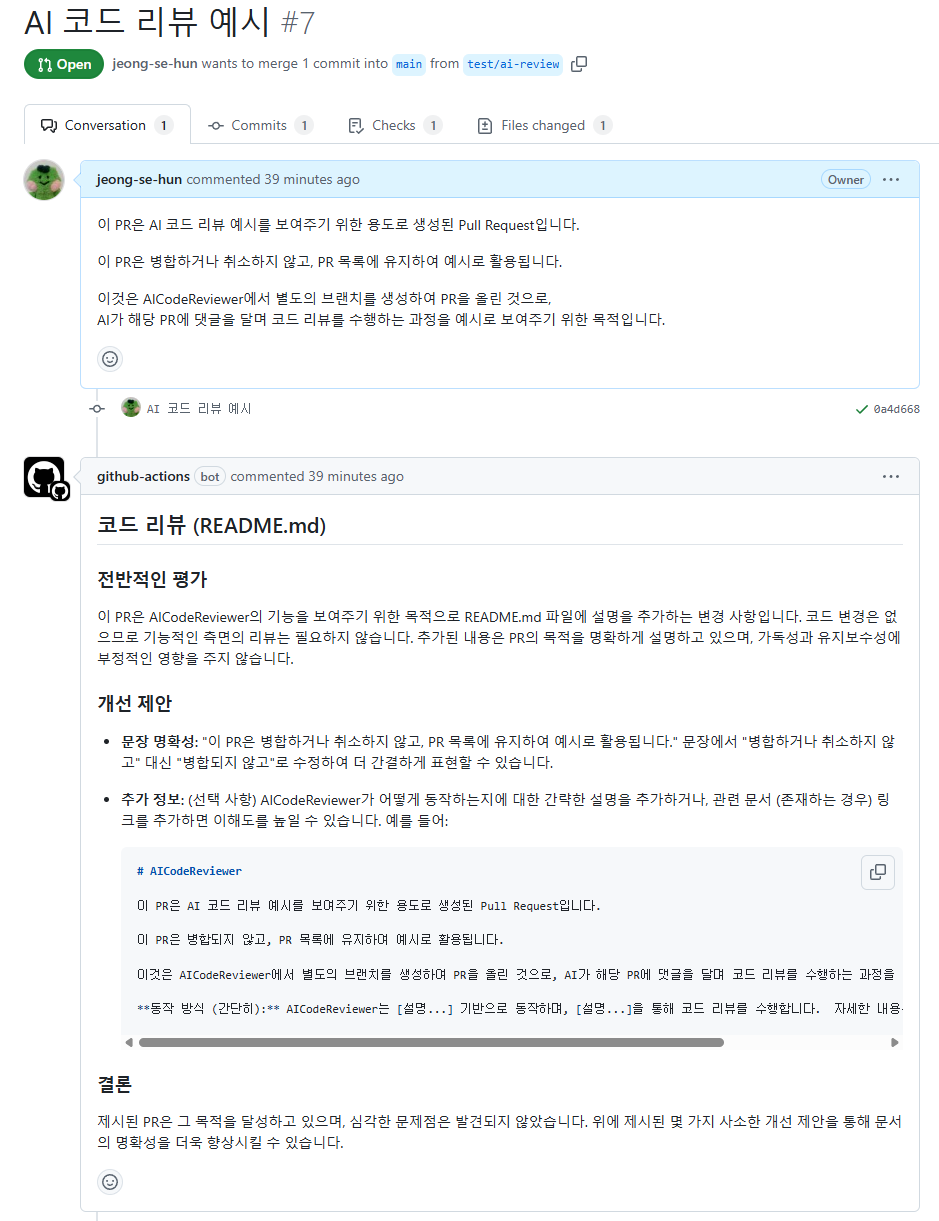 AI 코드 리뷰 예시 #7
Open jeong-se-hun wants to merge 1 commit into main from test/ai-review
Conversation 1 Commits 1 Checks 1 Files changed 1
jeong-se-hun commented 39 minutes ago Owner ...
이 PR은 AI 코드 리뷰 예시를 보여주기 위한 용도로 생성된 Pull Request입니다.
이 PR은 병합하거나 취소하지 않고, PR 목록에 유지하여 예시로 활용됩니다.
이것은 AICodeReviewer에서 별도의 브랜치를 생성하여 PR을 올린 것으로,
AI가 해당 PR에 댓글을 달며 코드 리뷰를 수행하는 과정을 예시로 보여주기 위한 목적입니다.
AI 코드 리뷰 예시 0a4d668
github-actions bot commented 39 minutes ago ...
코드 리뷰 (README.md)
전반적인 평가
이 PR은 AICodeReviewer의 기능을 보여주기 위한 목적으로 README.md 파일에 설명을 추가하는 변경 사항입니다. 코드 변경은 없
으므로 기능적인 측면의 리뷰는 필요하지 않습니다. 추가된 내용은 PR의 목적을 명확하게 설명하고 있으며, 가독성과 유지보수성에
부정적인 영향을 주지 않습니다.
개선 제안
• 문장 명확성: "이 PR은 병합하거나 취소하지 않고, PR 목록에 유지하여 예시로 활용됩니다." 문장에서 "병합하거나 취소하지 않
고" 대신 "병합되지 않고"로 수정하여 더 간결하게 표현할 수 있습니다.
• 추가 정보: (선택 사항) AICodeReviewer가 어떻게 동작하는지에 대한 간략한 설명을 추가하거나, 관련 문서 (존재하는 경우) 링
크를 추가하면 이해도를 높일 수 있습니다. 예를 들어:
# AICodeReviewer
이 PR은 AI 코드 리뷰 예시를 보여주기 위한 용도로 생성된 Pull Request입니다.
이 PR은 병합되지 않고, PR 목록에 유지하여 예시로 활용됩니다.
이것은 AICodeReviewer에서 별도의 브랜치를 생성하여 PR을 올린 것으로, AI가 해당 PR에 댓글을 달며 코드 리뷰를 수행하는 과정을
**동작 방식 (간단히):** AICodeReviewer는 [설명...] 기반으로 동작하며, [설명...]을 통해 코드 리뷰를 수행합니다. 자세한 내용
결론
제시된 PR은 그 목적을 달성하고 있으며, 심각한 문제점은 발견되지 않았습니다. 위에 제시된 몇 가지 사소한 개선 제안을 통해 문서
의 명확성을 더욱 향상시킬 수 있습니다.